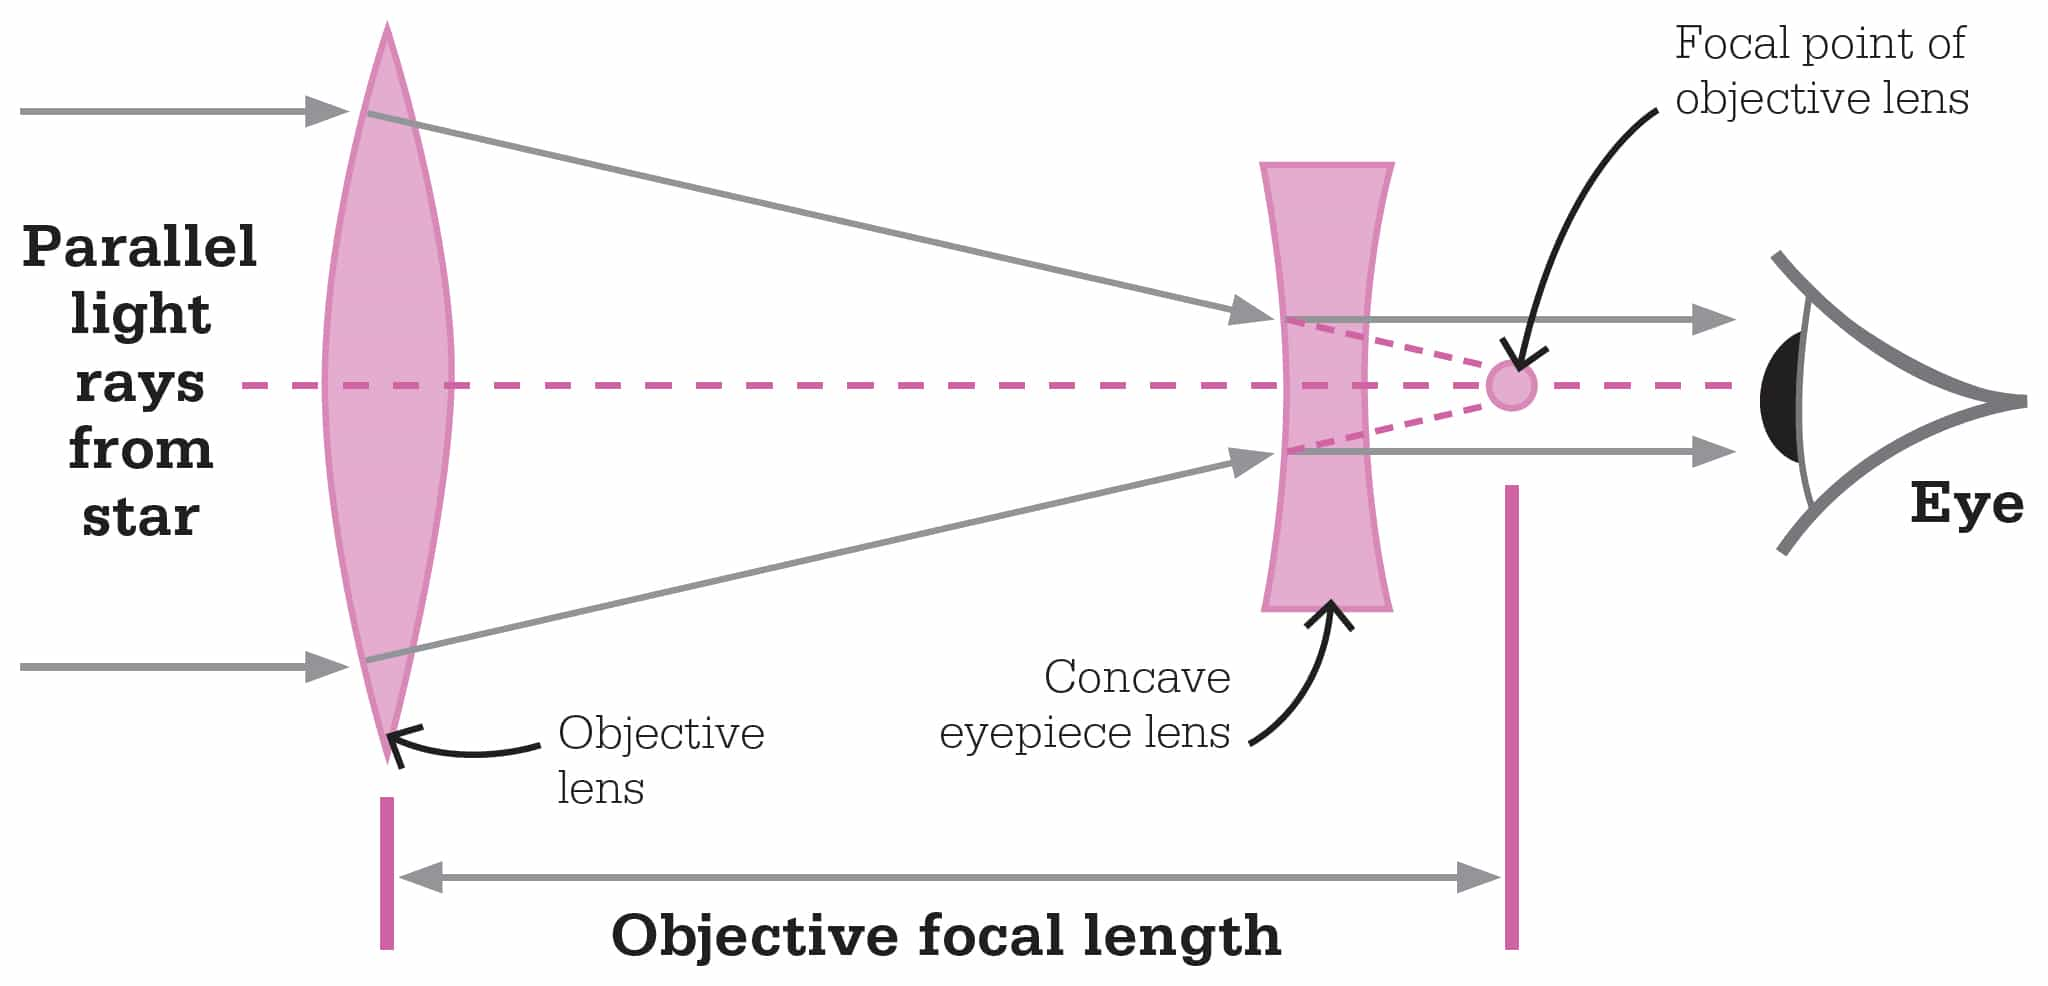 Focal point of
objective lens
Parallel
light
rays
from
star
Eye
Concave
eyepiece lens
Objective
lens
Objective focal length